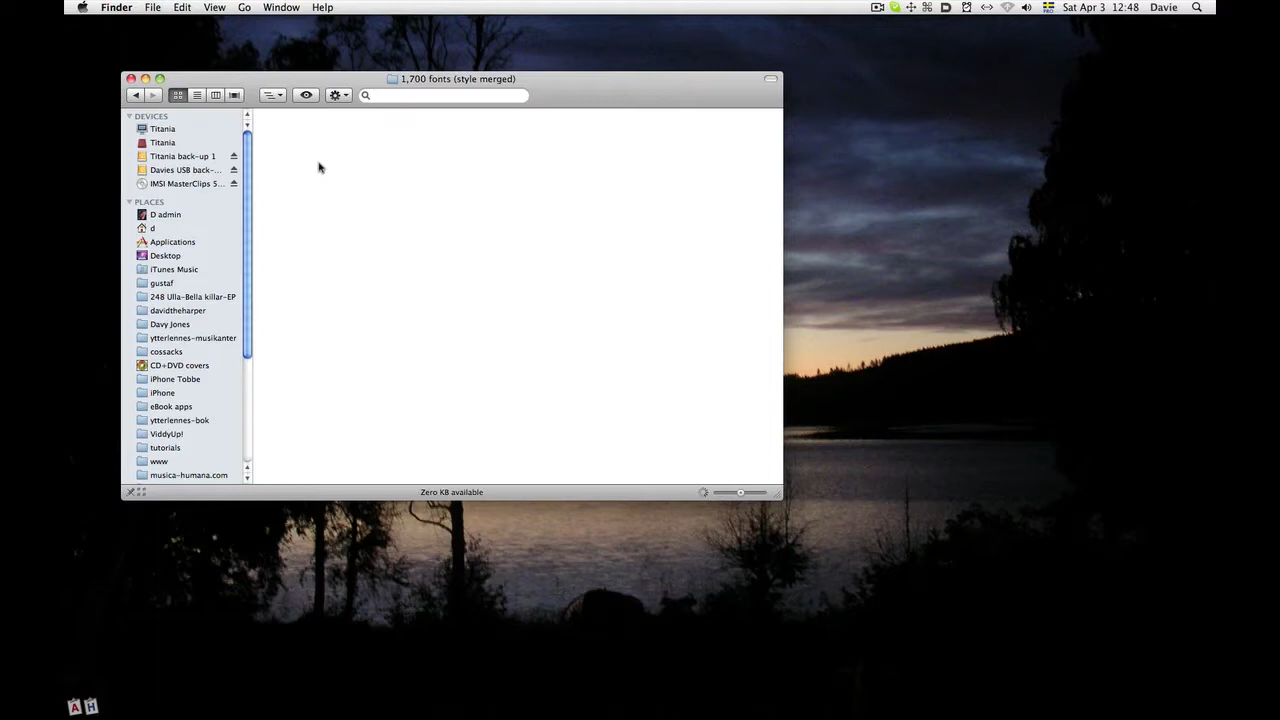 Finder File Edit View Go Window Help
Sat Apr 3 12:48 Davie
1,700 fonts (style merged)
DEVICES
Titania
Titania
Titania back-up 1
Davies USB back-...
IMSI MasterClips 5...
PLACES
D admin
d
Applications
Desktop
iTunes Music
gustaf
248 Ulla-Bella killar-EP
davidtheharper
Davy Jones
ytterlennes-musikanter
cossacks
CD+DVD covers
iPhone Tobbe
iPhone
eBook apps
ytterlennes-bok
ViddyUp!
tutorials
www
musica-humana.com
Zero KB available
A H